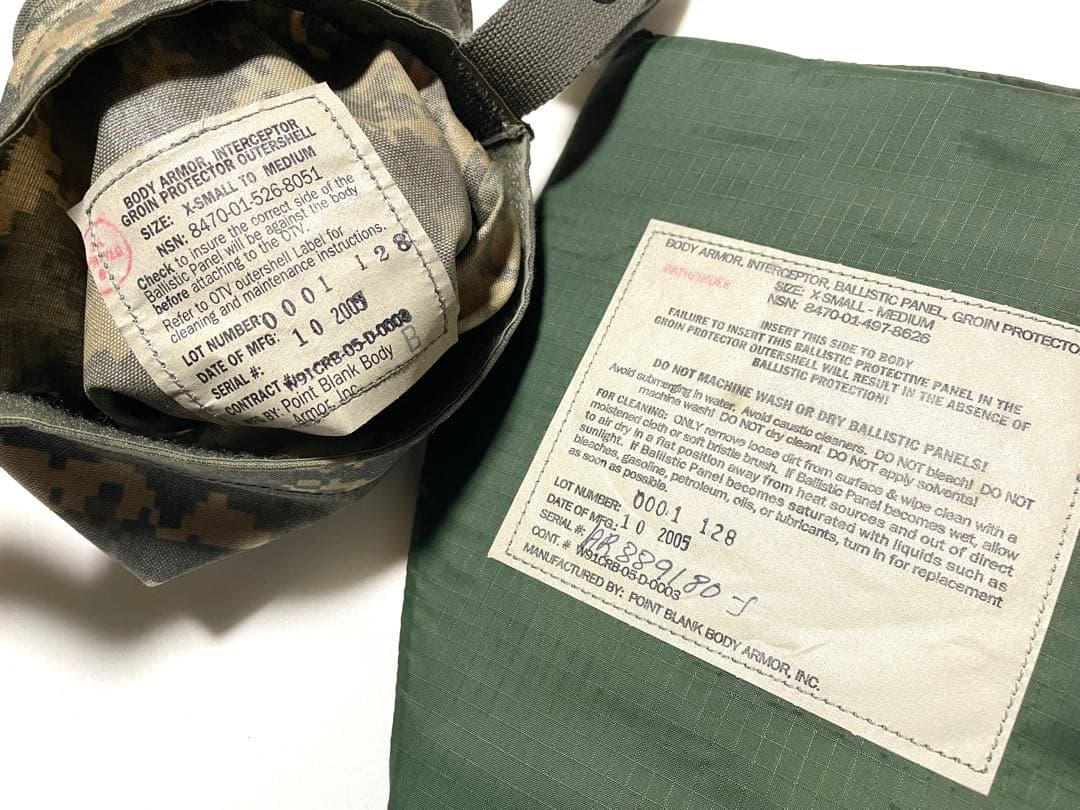 BODY ARMOR, INTERCEPTOR
GROIN PROTECTOR OUTERSHELL
SIZE: X-SMALL TO MEDIUM
NSN: 8470-01-526-8051
Check to insure the correct side of the
Ballistic Panel will be against the body
before attaching to the OTV.
Refer to OTV outershell Label for
cleaning and maintenance instructions.
LOT NUMBER: 0001 128
DATE OF MFG: 10 2005
SERIAL #:
CONTRACT # W91CRB-05-D-0003
BY: Point Blank Body
Armor, Inc.
B
BODY ARMOR, INTERCEPTOR, BALLISTIC PANEL, GROIN PROTECTO
PATHFINDER
SIZE: X-SMALL - MEDIUM
NSN: 8470-01-497-8626
INSERT THIS SIDE TO BODY
FAILURE TO INSERT THIS BALLISTIC PROTECTIVE PANEL IN THE
GROIN PROTECTOR OUTERSHELL WILL RESULT IN THE ABSENCE OF
BALLISTIC PROTECTION!
DO NOT MACHINE WASH OR DRY BALLISTIC PANELS!
Avoid submerging in water. Avoid caustic cleaners. DO NOT bleach! DO NOT
machine wash! DO NOT dry clean! DO NOT apply solvents!
FOR CLEANING: ONLY remove loose dirt from surface & wipe clean with a
moistened cloth or soft bristle brush. If Ballistic Panel becomes wet, allow
to air dry in a flat position away from heat sources and out of direct
sunlight. If Ballistic Panel becomes saturated with liquids such as
bleaches, gasoline, petroleum, oils, or lubricants, turn in for replacement
as soon as possible.
LOT NUMBER: 0001 128
DATE OF MFG: 10 2005
SERIAL #: AR389180-S
CONT. # W91CRB-05-D-0003
MANUFACTURED BY: POINT BLANK BODY ARMOR, INC.